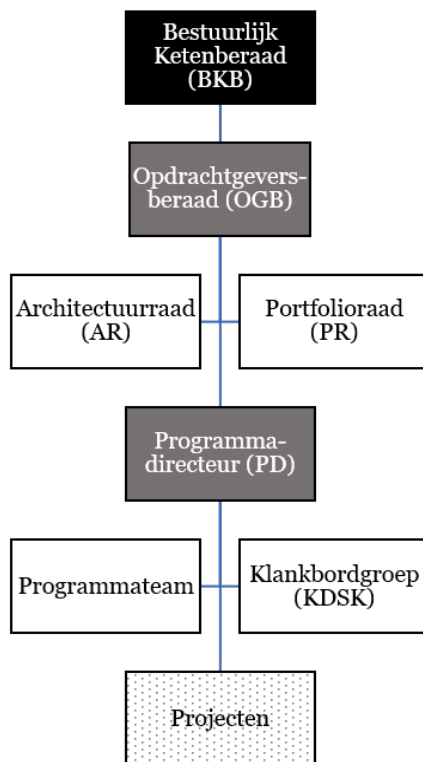 Bestuurlijk
Ketenberaad
(BKB)
Opdrachtgevers-
beraad (OGB)
Architectuurraad
(AR)
Portfolioraad
(PR)
Programma-
directeur (PD)
Programmateam
Klankbordgroep
(KDSK)
Projecten